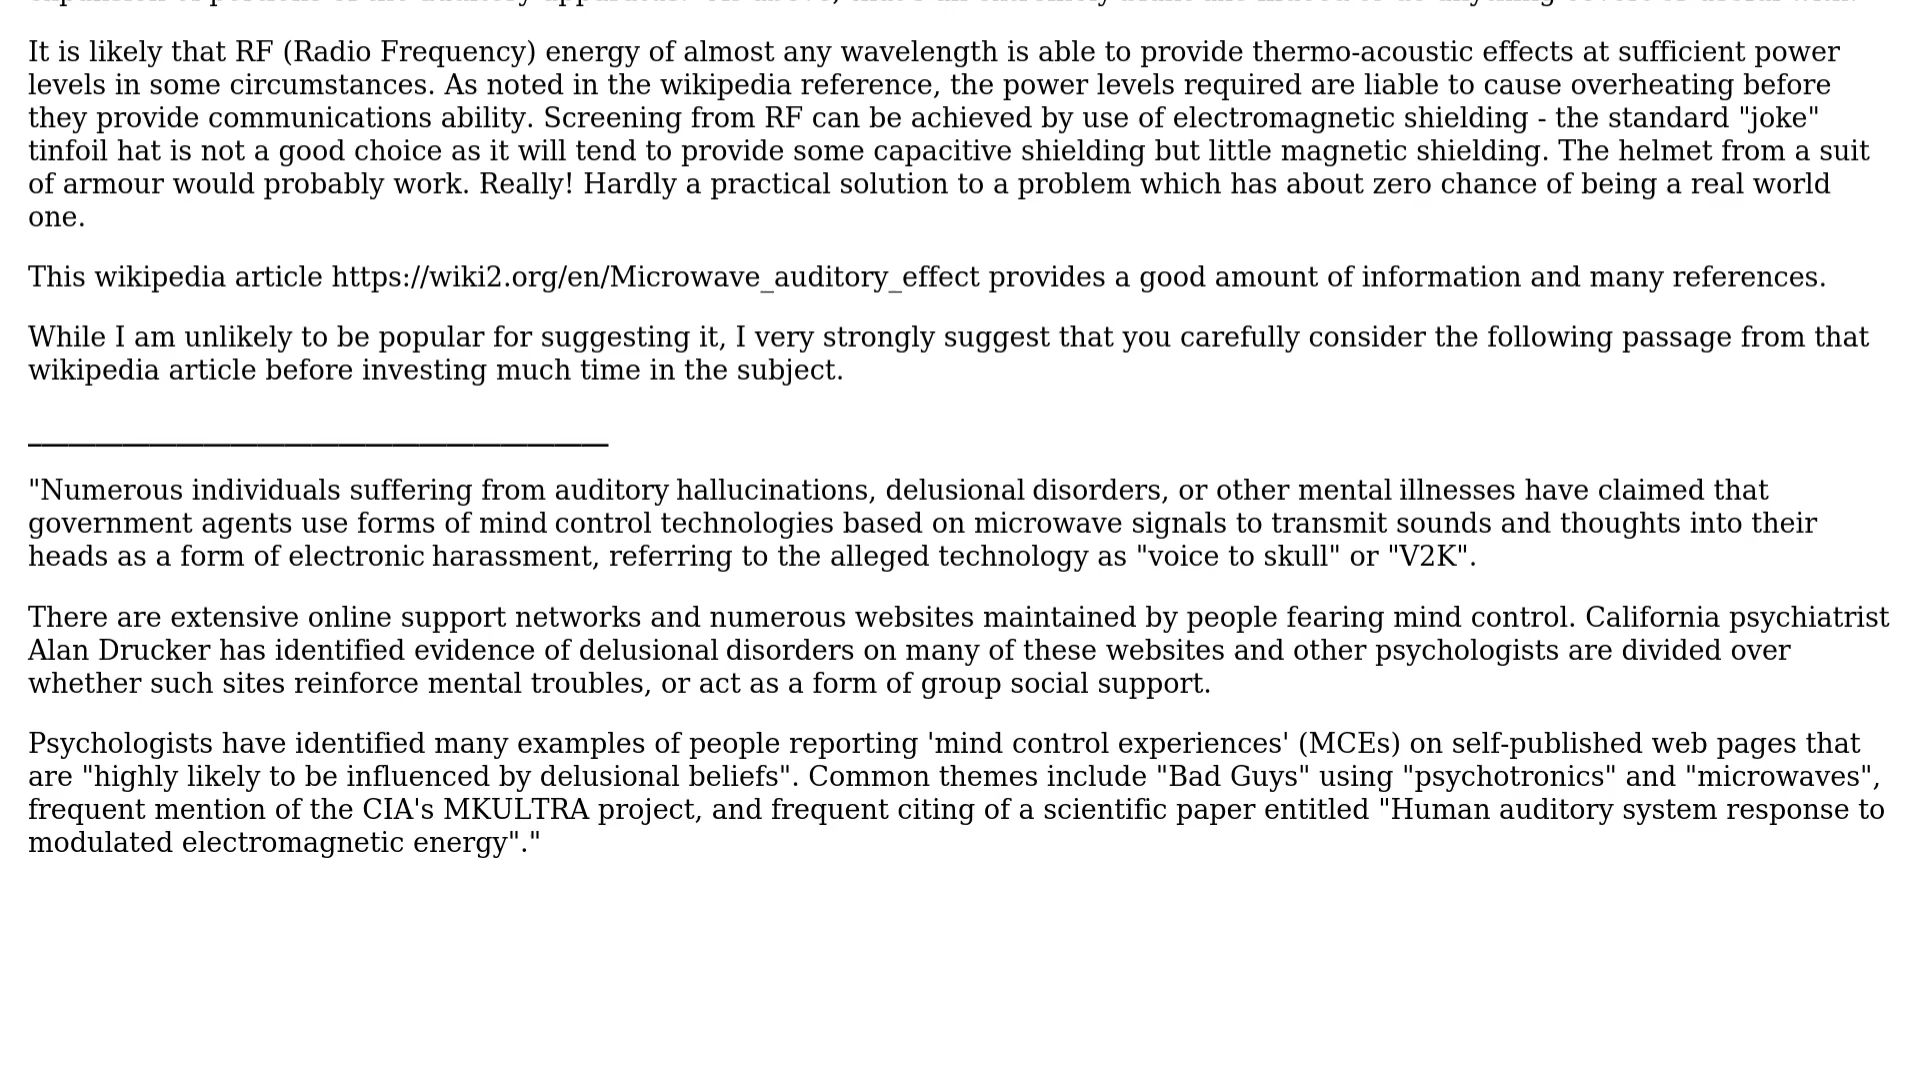 It is likely that RF (Radio Frequency) energy of almost any wavelength is able to provide thermo-acoustic effects at sufficient power
levels in some circumstances. As noted in the wikipedia reference, the power levels required are liable to cause overheating before
they provide communications ability. Screening from RF can be achieved by use of electromagnetic shielding - the standard "joke"
tinfoil hat is not a good choice as it will tend to provide some capacitive shielding but little magnetic shielding. The helmet from a suit
of armour would probably work. Really! Hardly a practical solution to a problem which has about zero chance of being a real world
one.
This wikipedia article https://wiki2.org/en/Microwave_auditory_effect provides a good amount of information and many references.
While I am unlikely to be popular for suggesting it, I very strongly suggest that you carefully consider the following passage from that
wikipedia article before investing much time in the subject.
"Numerous individuals suffering from auditory hallucinations, delusional disorders, or other mental illnesses have claimed that
government agents use forms of mind control technologies based on microwave signals to transmit sounds and thoughts into their
heads as a form of electronic harassment, referring to the alleged technology as "voice to skull" or "V2K".
There are extensive online support networks and numerous websites maintained by people fearing mind control. California psychiatrist
Alan Drucker has identified evidence of delusional disorders on many of these websites and other psychologists are divided over
whether such sites reinforce mental troubles, or act as a form of group social support.
Psychologists have identified many examples of people reporting 'mind control experiences' (MCEs) on self-published web pages that
are "highly likely to be influenced by delusional beliefs". Common themes include "Bad Guys" using "psychotronics" and "microwaves",
frequent mention of the CIA's MKULTRA project, and frequent citing of a scientific paper entitled "Human auditory system response to
modulated electromagnetic energy"."